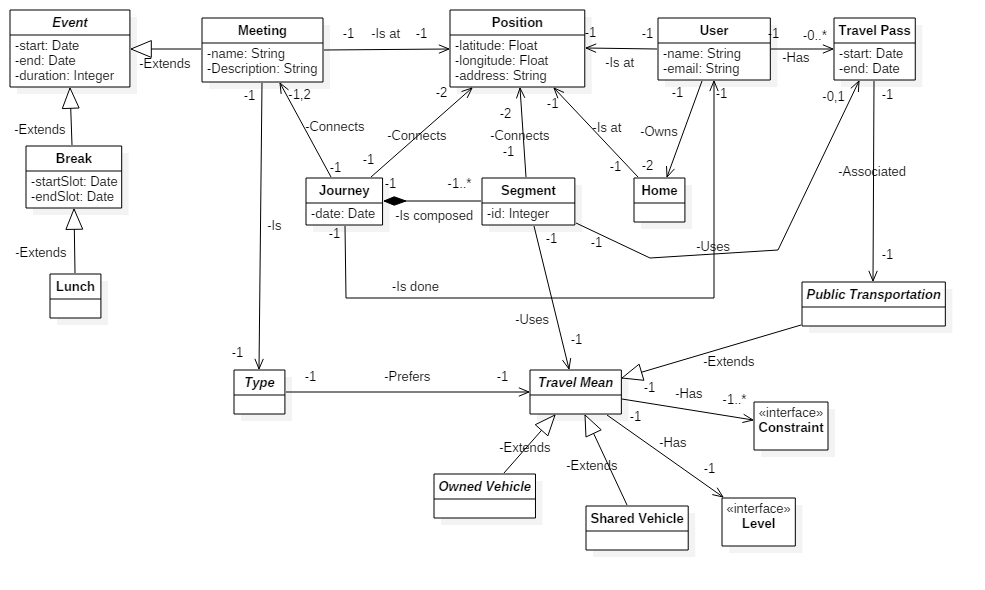 Event
-start: Date
-end: Date
-duration: Integer
Meeting
-name: String
-Description: String
Position
-latitude: Float
-longitude: Float
-address: String
User
-name: String
-email: String
Travel Pass
-start: Date
-end: Date
-Extends
-1
-Is at
-1
-1
-1
-Is at
-1
-0..*
-Has
-1
-1,2
-2
-2
-1
-1
-1
-0,1
-1
-Extends
-Connects
-Connects
-Connects
-Is at
-Owns
Break
-startSlot: Date
-endSlot: Date
-1
-1
-1
-1
-2
-Associated
Journey
-date: Date
-1
-1..*
-Is composed
Segment
-id: Integer
Home
-Is
-1
-1
-1
-Uses
-Extends
-1
Lunch
-Is done
Public Transportation
-Uses
-1
-1
-Extends
Type
-1
-Prefers
-1
Travel Mean
-1
-Has
-1..*
«interface»
Constraint
-1
-Has
-1
-Extends
-Extends
Owned Vehicle
Shared Vehicle
«interface»
Level